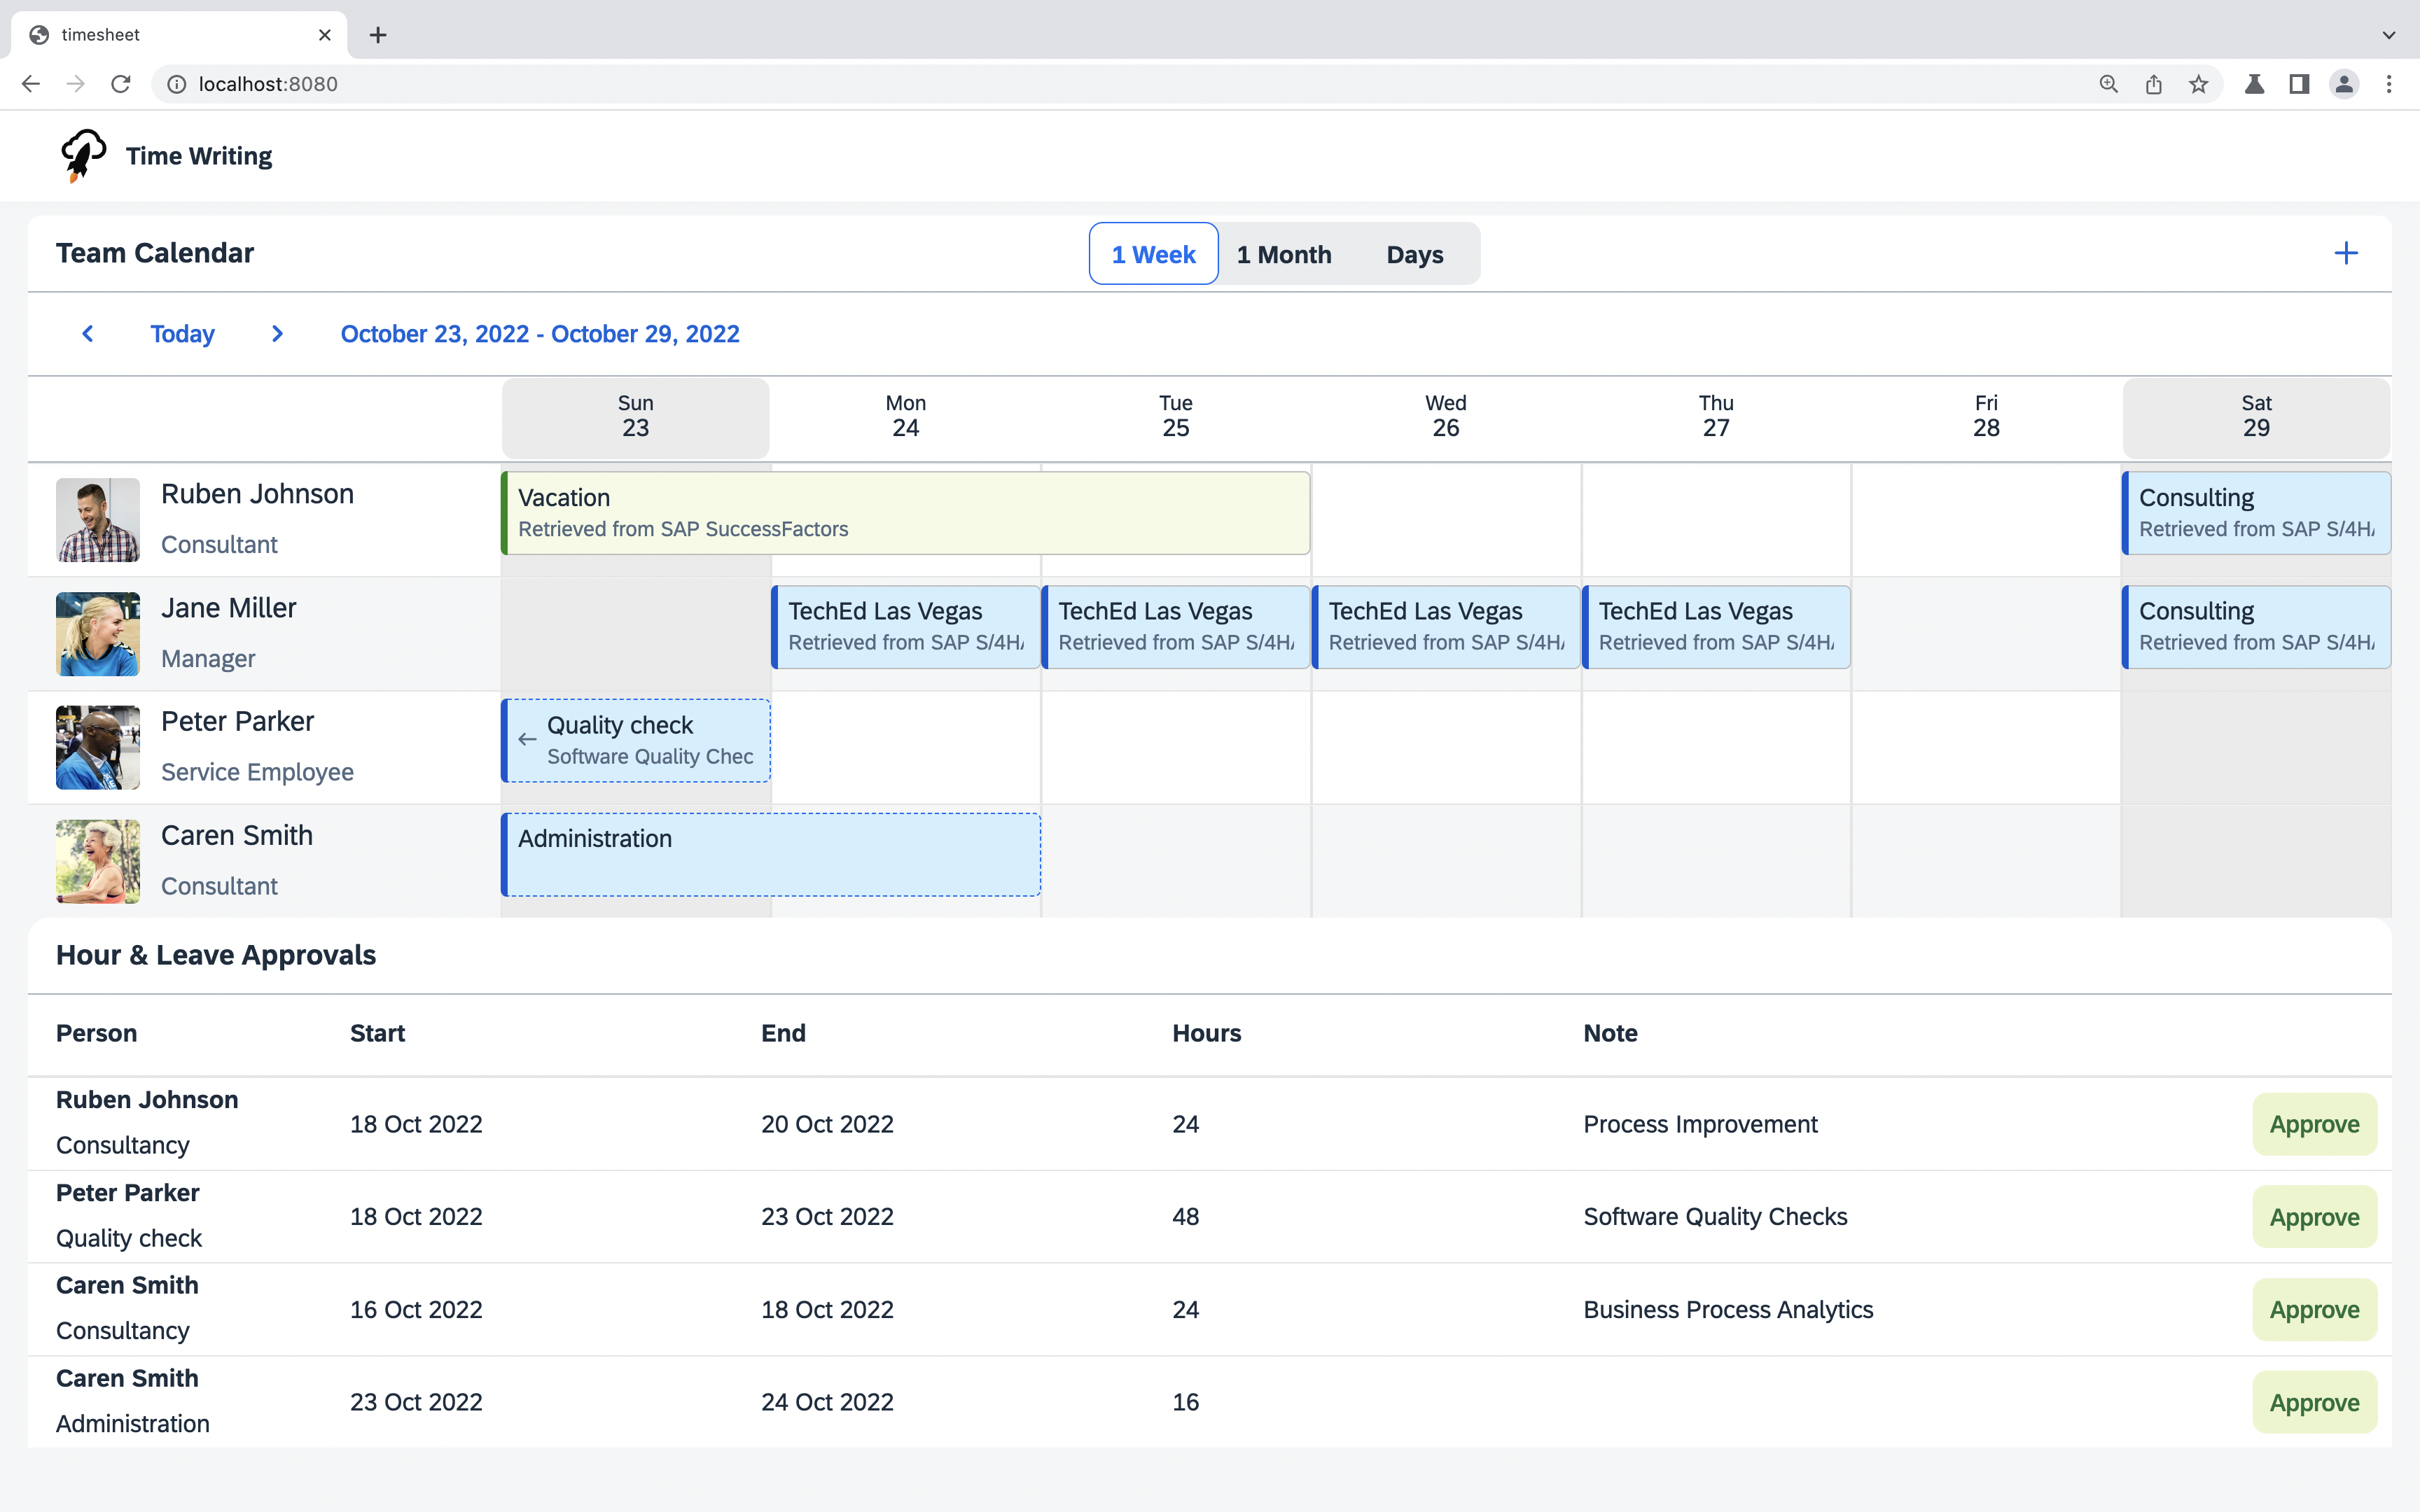 timesheet
localhost:8080
Time Writing
Team Calendar
1 Week
1 Month
Days
Today
October 23, 2022 - October 29, 2022
Sun
23
Mon
24
Tue
25
Wed
26
Thu
27
Fri
28
Sat
29
Ruben Johnson
Consultant
Vacation
Retrieved from SAP SuccessFactors
Consulting
Retrieved from SAP S/4H
Jane Miller
Manager
TechEd Las Vegas
Retrieved from SAP S/4H
TechEd Las Vegas
Retrieved from SAP S/4H
TechEd Las Vegas
Retrieved from SAP S/4H
TechEd Las Vegas
Retrieved from SAP S/4H
Consulting
Retrieved from SAP S/4H
Peter Parker
Service Employee
Quality check
Software Quality Chec
Caren Smith
Consultant
Administration
Hour & Leave Approvals
Person Start End Hours Note
Ruben Johnson
Consultancy
18 Oct 2022 20 Oct 2022 24 Process Improvement Approve
Peter Parker
Quality check
18 Oct 2022 23 Oct 2022 48 Software Quality Checks Approve
Caren Smith
Consultancy
16 Oct 2022 18 Oct 2022 24 Business Process Analytics Approve
Caren Smith
Administration
23 Oct 2022 24 Oct 2022 16 Approve